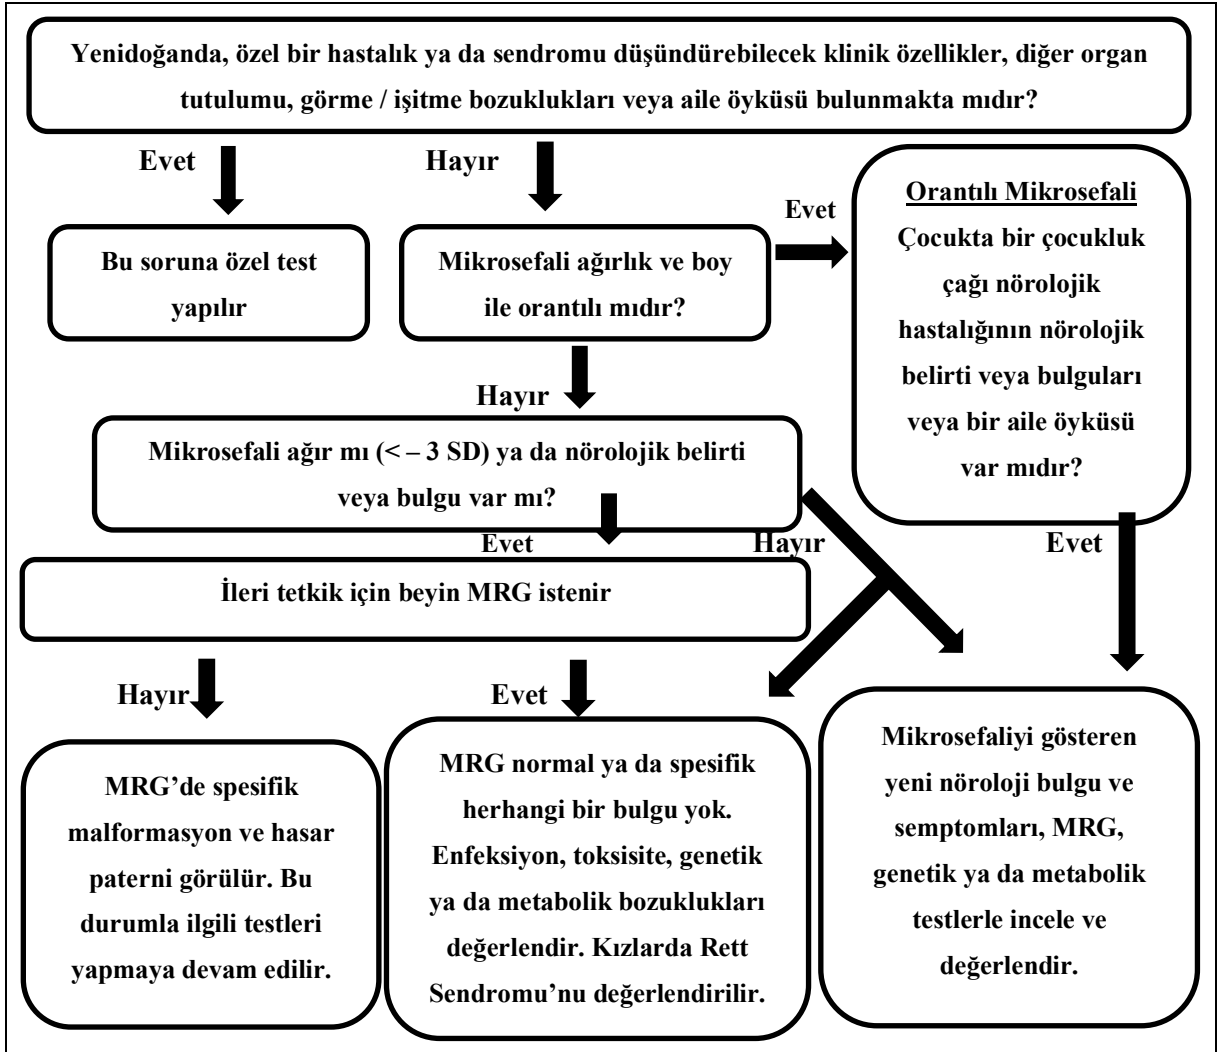 Yenidoğanda, özel bir hastalık ya da sendromu düşündürebilecek klinik özellikler, diğer organ
tutulumu, görme / işitme bozuklukları veya aile öyküsü bulunmakta mıdır?
Evet
Hayır
Bu soruna özel test
yapılır
Mikrosefali ağırlık ve boy
ile orantılı mıdır?
Evet
Orantılı Mikrosefali
Çocukta bir çocukluk
çağı nörolojik
hastalığının nörolojik
belirti veya bulguları
veya bir aile öyküsü
var mıdır?
Hayır
Mikrosefali ağır mı (< – 3 SD) ya da nörolojik belirti
veya bulgu var mı?
Evet
Hayır
Evet
İleri tetkik için beyin MRG istenir
Hayır
Evet
MRG’de spesifik
malformasyon ve hasar
paterni görülür. Bu
durumla ilgili testleri
yapmaya devam edilir.
MRG normal ya da spesifik
herhangi bir bulgu yok.
Enfeksiyon, toksisite, genetik
ya da metabolik bozuklukları
değerlendir. Kızlarda Rett
Sendromu’nu değerlendirilir.
Mikrosefaliyi gösteren
yeni nöroloji bulgu ve
semptomları, MRG,
genetik ya da metabolik
testlerle incele ve
değerlendir.